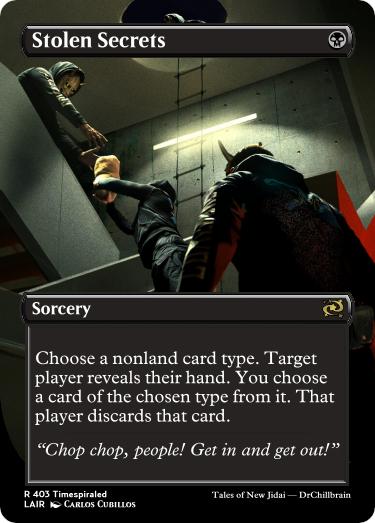 Stolen Secrets
Sorcery
Choose a nonland card type. Target
player reveals their hand. You choose
a card of the chosen type from it. That
player discards that card.
“Chop chop, people! Get in and get out!”
R 403 Timespiraled
LAIR Carlos Cubillos
Tales of New Jidai — DrChillbrain